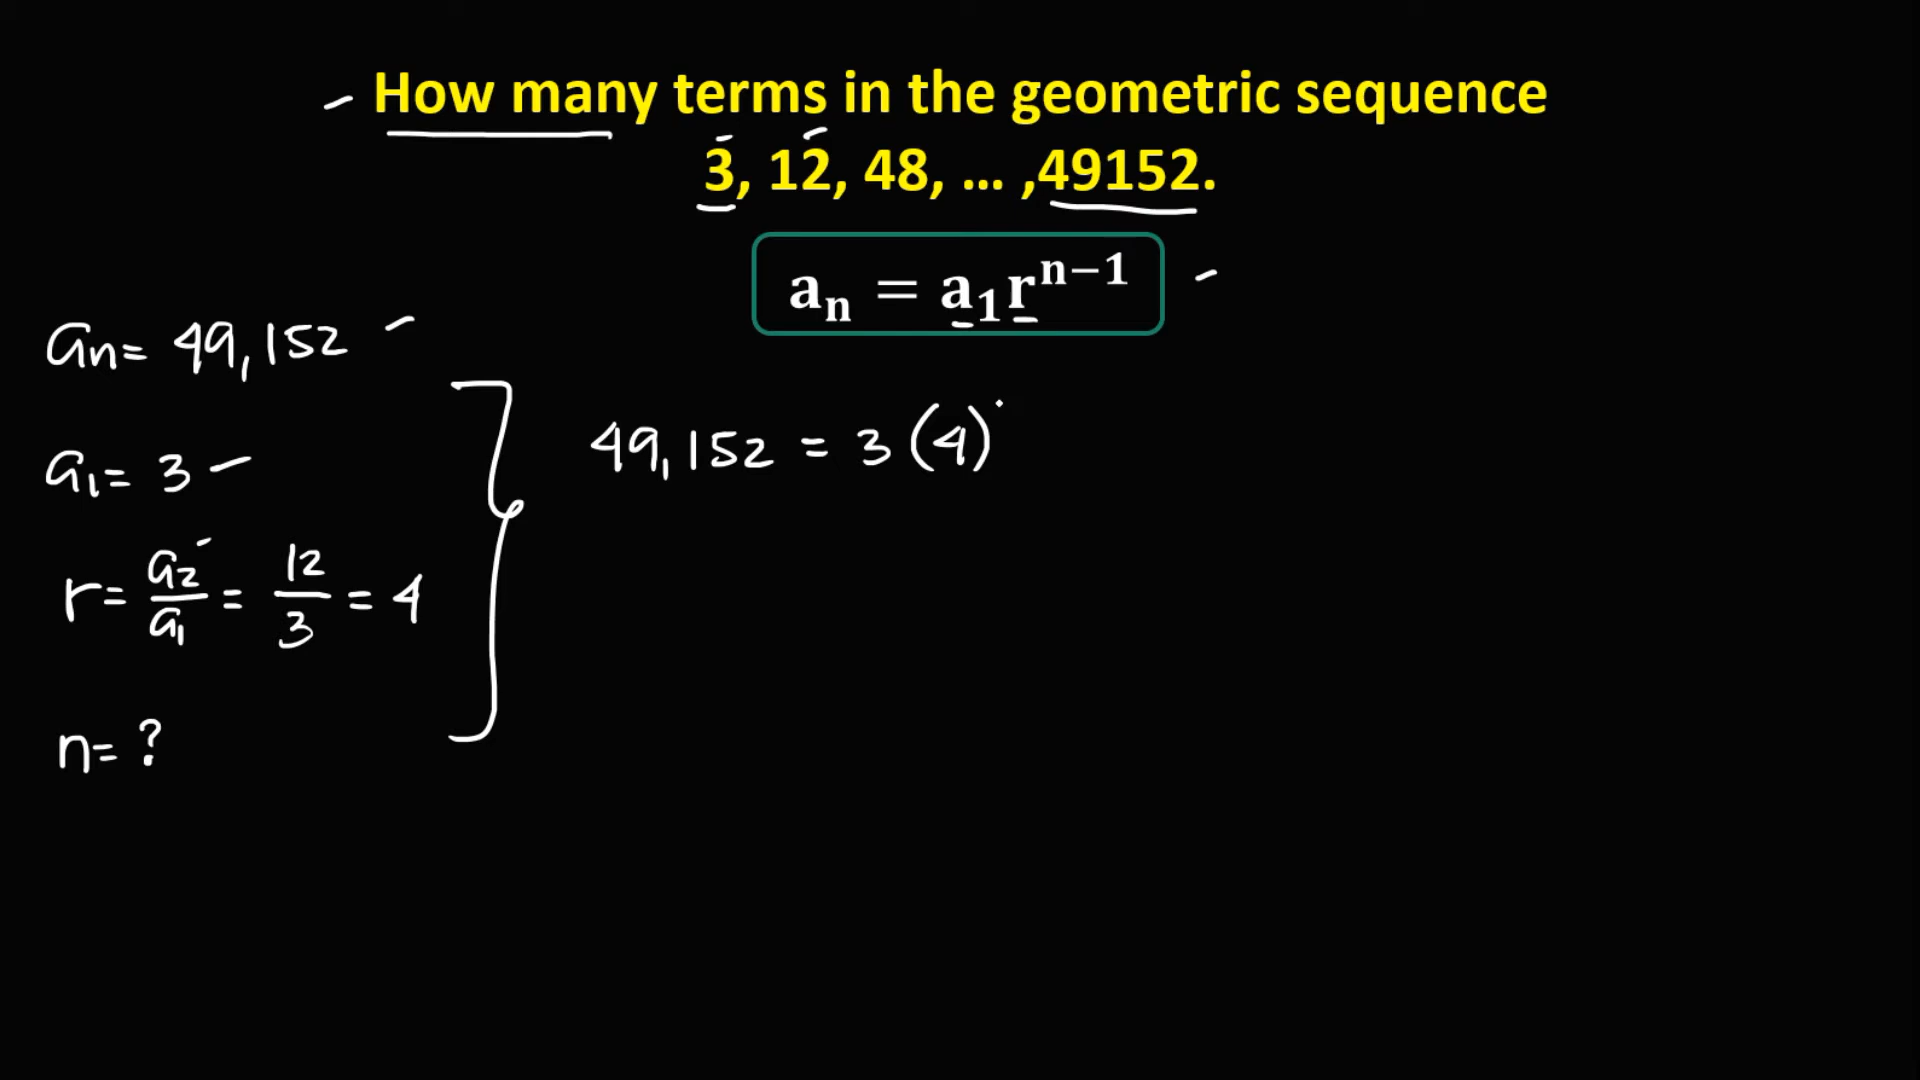 How many terms in the geometric sequence
3, 12, 48, ... ,49152.
aₙ = a₁rⁿ⁻¹
aₙ = 49,152
49,152 = 3 (4)
a₁ = 3
r = a₂/a₁ = 12/3 = 4
n = ?